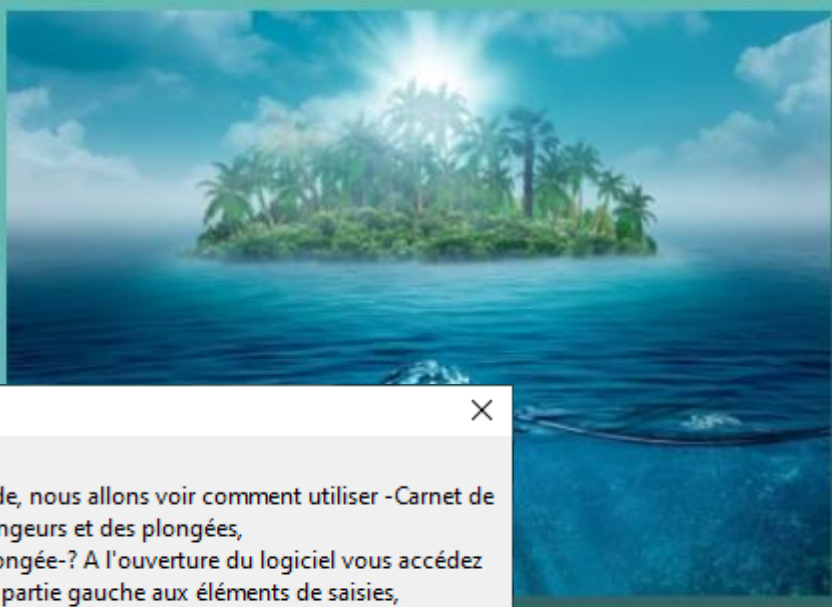 de, nous allons voir comment utiliser -Carnet de
ngeurs et des plongées,
ongée-? A l'ouverture du logiciel vous accédez
partie gauche aux éléments de saisies,